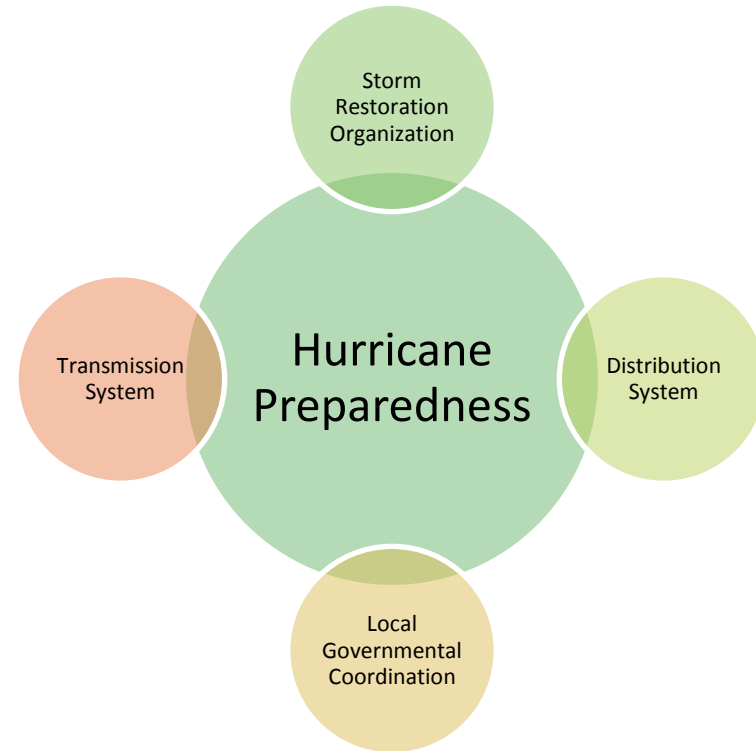 Storm
Restoration
Organization
Transmission
System
Hurricane
Preparedness
Distribution
System
Local
Governmental
Coordination